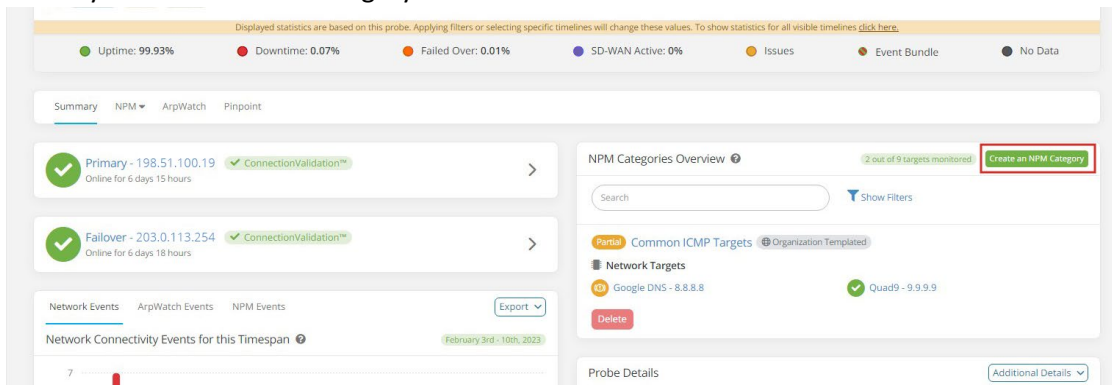 Displayed statistics are based on this probe. Applying filters or selecting specific timelines will change these values. To show statistics for all visible timelines click here.
Uptime: 99.93% Downtime: 0.07% Failed Over: 0.01% SD-WAN Active: 0% Issues Event Bundle No Data
Summary NPM ArpWatch Pinpoint
Primary - 198.51.100.19 ConnectionValidation™
Online for 6 days 15 hours
Failover - 203.0.113.254 ConnectionValidation™
Online for 6 days 18 hours
Network Events ArpWatch Events NPM Events Export
Network Connectivity Events for this Timespan February 3rd - 10th, 2023
7
NPM Categories Overview 2 out of 9 targets monitored Create an NPM Category
Search Show Filters
Partial Common ICMP Targets Organization Templated
Network Targets
Google DNS - 8.8.8.8 Quad9 - 9.9.9.9
Delete
Probe Details Additional Details